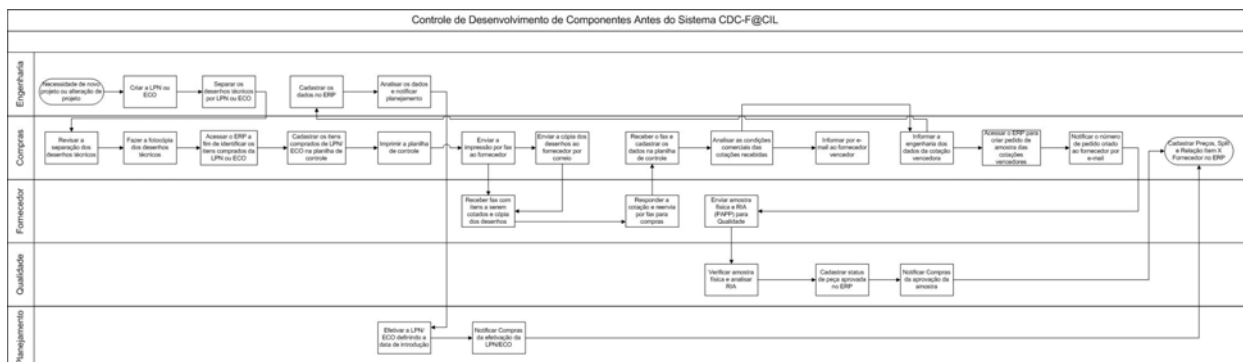 Controle de Desenvolvimento de Componentes Antes do Sistema CDC-F@CIL
Engenharia
Necessidade de novo
projeto ou alteração de
projeto
Criar a LPN ou
ECO
Separar os
desenhos técnicos
por LPN ou ECO
Cadastrar os
dados no ERP
Analisar os dados
e notificar
planejamento
Compras
Revisar a
separação dos
desenhos técnicos
Fazer a fotocópia
dos desenhos
técnicos
Acessar o ERP a
fim de identificar os
itens comprados da
LPN ou ECO
Cadastrar os itens
comprados de LPN/
ECO na planilha de
controle
Imprimir a planilha
de controle
Enviar a
impressão por fax
ao fornecedor
Enviar a cópia dos
desenhos ao
fornecedor por
correio
Receber o fax e
cadastrar os
dados na planilha
de controle
Analisar as condições
comerciais das
cotações recebidas
Informar por e-
mail ao fornecedor
vencedor
Informar a
engenharia dos
dados da cotação
vencedora
Acessar o ERP para
criar pedido de
amostra das
cotações
vencedores
Notificar o número
de pedido criado
ao fornecedor por
e-mail
Cadastrar Preços, Split
e Relação Item X
Fornecedor no ERP
Fornecedor
Receber fax com
itens a serem
cotados e cópia
dos desenhos
Responder a
cotação e reenvia
por fax para
compras
Enviar amostra
física e RIA
(PAPP) para
Qualidade
Qualidade
Verificar amostra
física e analisar
RIA
Cadastrar status
de peça aprovada
no ERP
Notificar Compras
da aprovação da
amostra
Planejamento
Efetivar a LPN/
ECO definindo a
data de introdução
Notificar Compras
da efetivação da
LPN/ECO